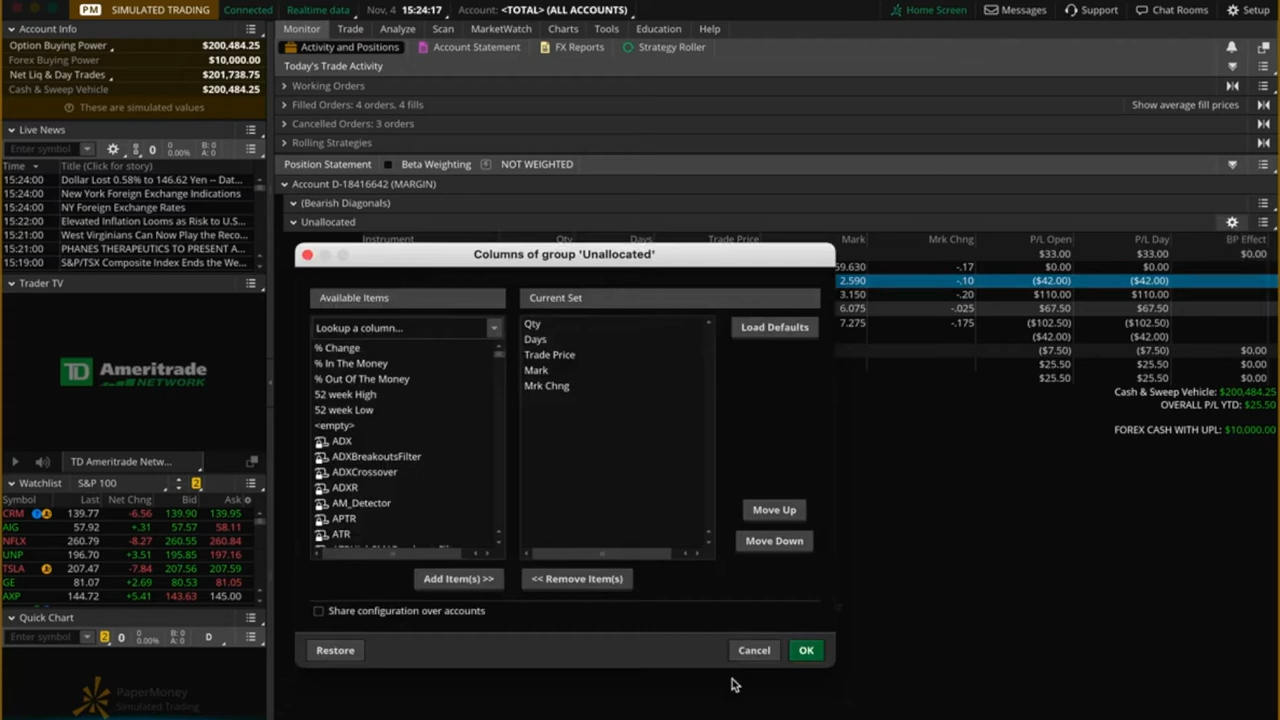 PM SIMULATED TRADING Connected Realtime data Nov, 4 15:24:17 Account: <TOTAL> (ALL ACCOUNTS) Home Screen Messages Support Chat Rooms Setup
Account Info
Option Buying Power $200,484.25
Forex Buying Power $10,000.00
Net Liq & Day Trades $201,738.75
Cash & Sweep Vehicle $200,484.25
These are simulated values
Live News
Enter symbol 0 0.00% B: 0 A: 0
Time Title (Click for story)
15:24:00 Dollar Lost 0.58% to 146.62 Yen -- Dat...
15:24:00 New York Foreign Exchange Indications
15:24:00 NY Foreign Exchange Rates
15:22:00 Elevated Inflation Looms as Risk to U.S...
15:21:00 West Virginians Can Now Play the Reco...
15:21:00 PHANES THERAPEUTICS TO PRESENT A...
15:19:00 S&P/TSX Composite Index Ends the We...
Trader TV
TD Ameritrade
NETWORK
TD Ameritrade Netw...
Watchlist S&P 100 2
Symbol Last Net Chng Bid Ask
CRM 139.77 -6.56 139.90 139.95
AIG 57.92 +.31 57.57 58.11
NFLX 260.79 -8.27 260.55 260.84
UNP 196.70 +3.51 195.85 197.16
TSLA 207.47 -7.84 207.56 207.59
GE 81.07 +2.69 80.53 81.05
AXP 144.72 +5.41 143.63 145.00
Quick Chart
Enter symbol 2 0 0.00% B: 0 A: 0 D
PaperMoney
Simulated Trading
Monitor Trade Analyze Scan MarketWatch Charts Tools Education Help
Activity and Positions Account Statement FX Reports Strategy Roller
Today's Trade Activity
Working Orders
Filled Orders: 4 orders, 4 fills Show average fill prices
Cancelled Orders: 3 orders
Rolling Strategies
Position Statement Beta Weighting NOT WEIGHTED
Account D-18416642 (MARGIN)
(Bearish Diagonals)
Unallocated
Instrument Qty Days Trade Price Mark Mrk Chng P/L Open P/L Day BP Effect
$33.00 $33.00 $0.00
59.630 -.17 $0.00 $0.00
2.590 -.10 ($42.00) ($42.00)
3.150 -.20 $110.00 $110.00
6.075 -.025 $67.50 $67.50
7.275 -.175 ($102.50) ($102.50)
($42.00) ($42.00)
($7.50) ($7.50) $0.00
$25.50 $25.50 $0.00
$25.50 $25.50 $0.00
Cash & Sweep Vehicle: $200,484.25
OVERALL P/L YTD: $25.50
FOREX CASH WITH UPL: $10,000.00
Columns of group 'Unallocated'
Available Items
Lookup a column...
% Change
% In The Money
% Out Of The Money
52 week High
52 week Low
<empty>
ADX
ADXBreakoutsFilter
ADXCrossover
ADXR
AM_Detector
APTR
ATR
Current Set
Qty
Days
Trade Price
Mark
Mrk Chng
Load Defaults
Move Up
Move Down
Add Item(s) >>
<< Remove Item(s)
Share configuration over accounts
Restore
Cancel
OK